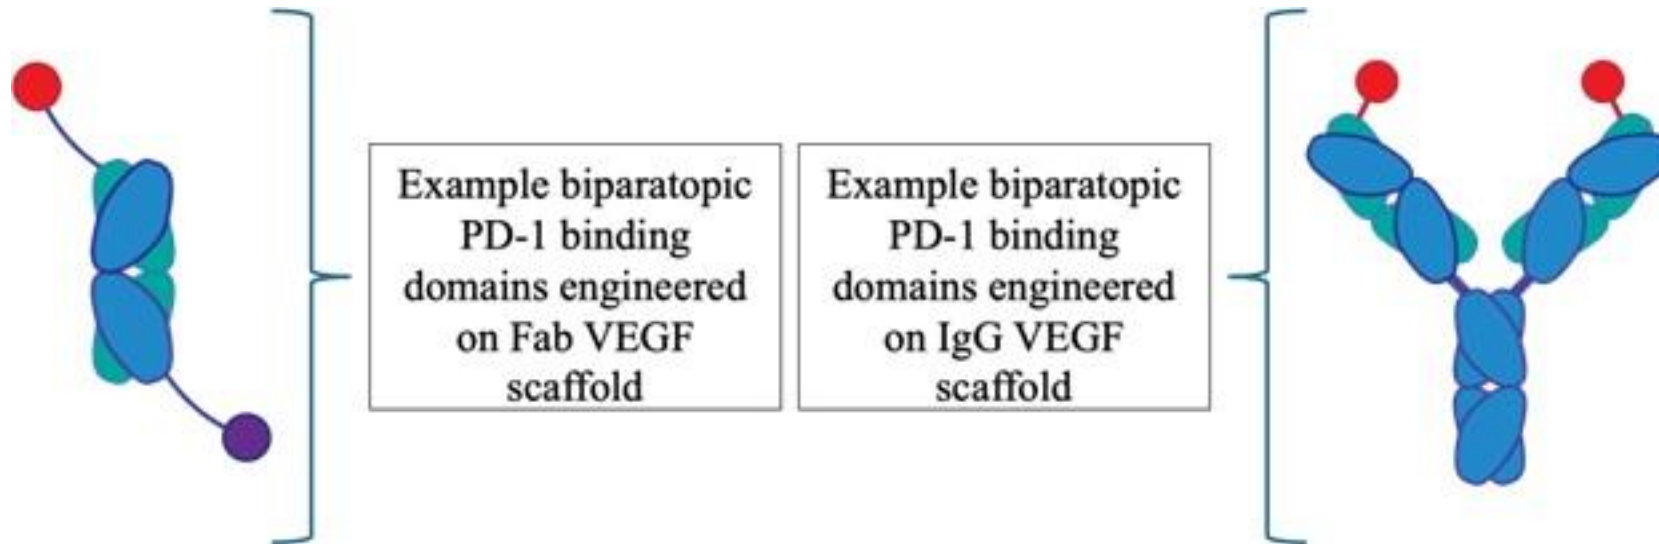 Example biparatopic
PD-1 binding
domains engineered
on Fab VEGF
scaffold
Example biparatopic
PD-1 binding
domains engineered
on IgG VEGF
scaffold